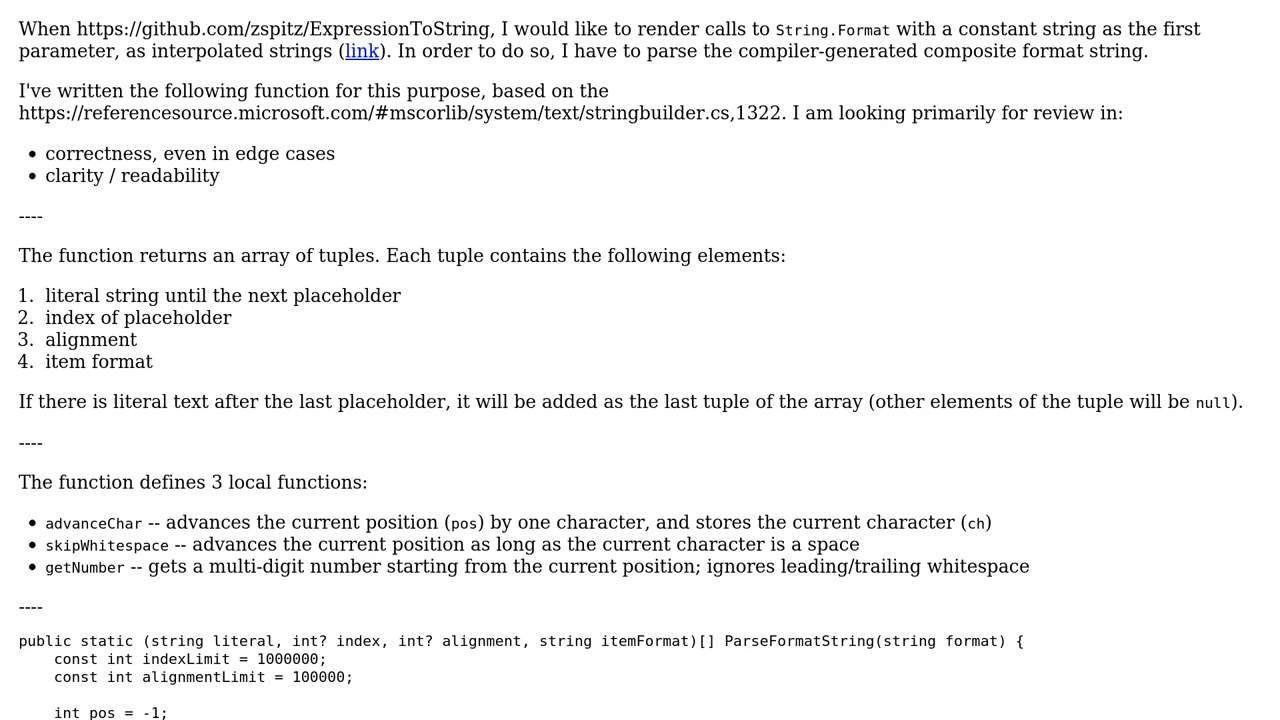 When https://github.com/zspitz/ExpressionToString, I would like to render calls to String.Format with a constant string as the first
parameter, as interpolated strings (link). In order to do so, I have to parse the compiler-generated composite format string.
I've written the following function for this purpose, based on the
https://referencesource.microsoft.com/#mscorlib/system/text/stringbuilder.cs,1322. I am looking primarily for review in:
• correctness, even in edge cases
• clarity / readability
----
The function returns an array of tuples. Each tuple contains the following elements:
1. literal string until the next placeholder
2. index of placeholder
3. alignment
4. item format
If there is literal text after the last placeholder, it will be added as the last tuple of the array (other elements of the tuple will be null).
----
The function defines 3 local functions:
• advanceChar -- advances the current position (pos) by one character, and stores the current character (ch)
• skipWhitespace -- advances the current position as long as the current character is a space
• getNumber -- gets a multi-digit number starting from the current position; ignores leading/trailing whitespace
----
public static (string literal, int? index, int? alignment, string itemFormat)[] ParseFormatString(string format) {
    const int indexLimit = 1000000;
    const int alignmentLimit = 100000;
    int pos = -1;